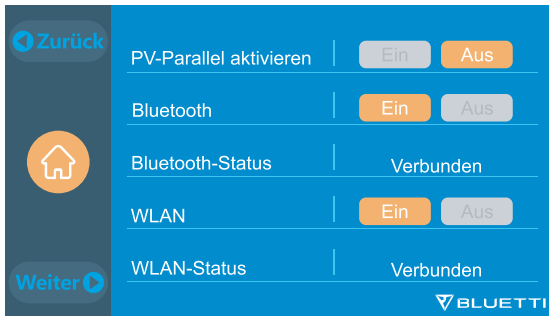 Zurück
PV-Parallel aktivieren Ein Aus
Bluetooth Ein Aus
Bluetooth-Status Verbunden
WLAN Ein Aus
WLAN-Status Verbunden
Weiter
BLUETTI